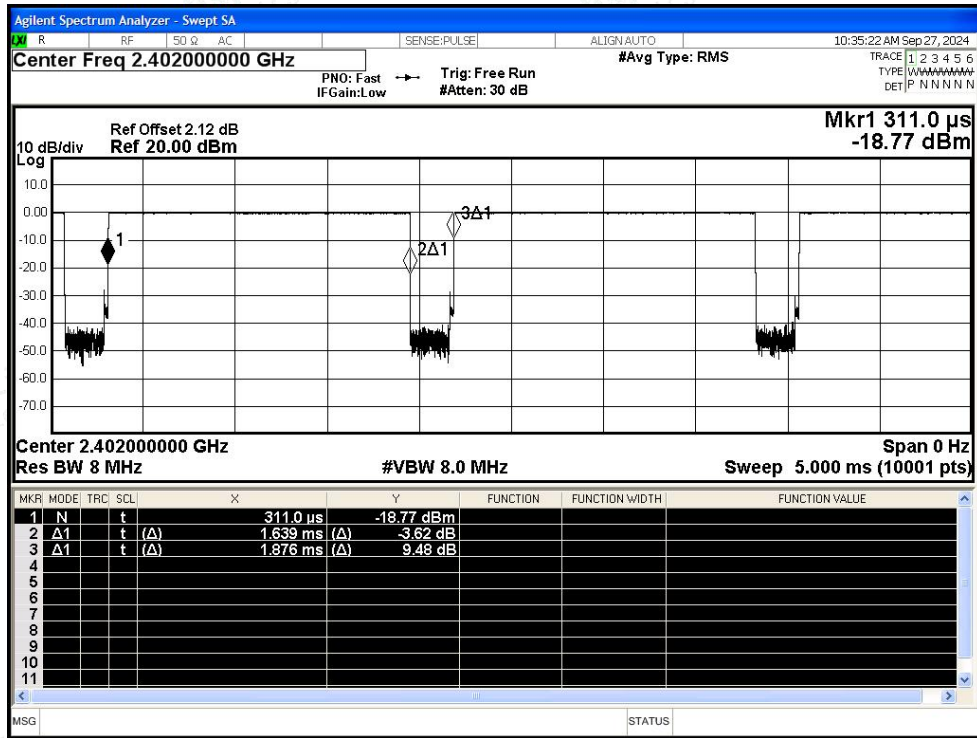 Agilent Spectrum Analyzer - Swept SA
LXI R RF 50 Ω AC SENSE:PULSE ALIGN AUTO 10:35:22 AM Sep 27, 2024
Center Freq 2.402000000 GHz #Avg Type: RMS TRACE 1 2 3 4 5 6
PNO: Fast Trig: Free Run TYPE
IFGain:Low #Atten: 30 dB DET P N N N N N
Mkr1 311.0 µs
Ref Offset 2.12 dB
10 dB/div Ref 20.00 dBm -18.77 dBm
Log
10.0
0.00 3Δ1
-10.0 1
2Δ1
-20.0
-30.0
-40.0
-50.0
-60.0
-70.0
Center 2.402000000 GHz Span 0 Hz
Res BW 8 MHz #VBW 8.0 MHz Sweep 5.000 ms (10001 pts)
MKR MODE TRC SCL X Y FUNCTION FUNCTION WIDTH FUNCTION VALUE
1 N t 311.0 µs -18.77 dBm
2 Δ1 t (Δ) 1.639 ms (Δ) -3.62 dB
3 Δ1 t (Δ) 1.876 ms (Δ) 9.48 dB
4
5
6
7
8
9
10
11
MSG STATUS